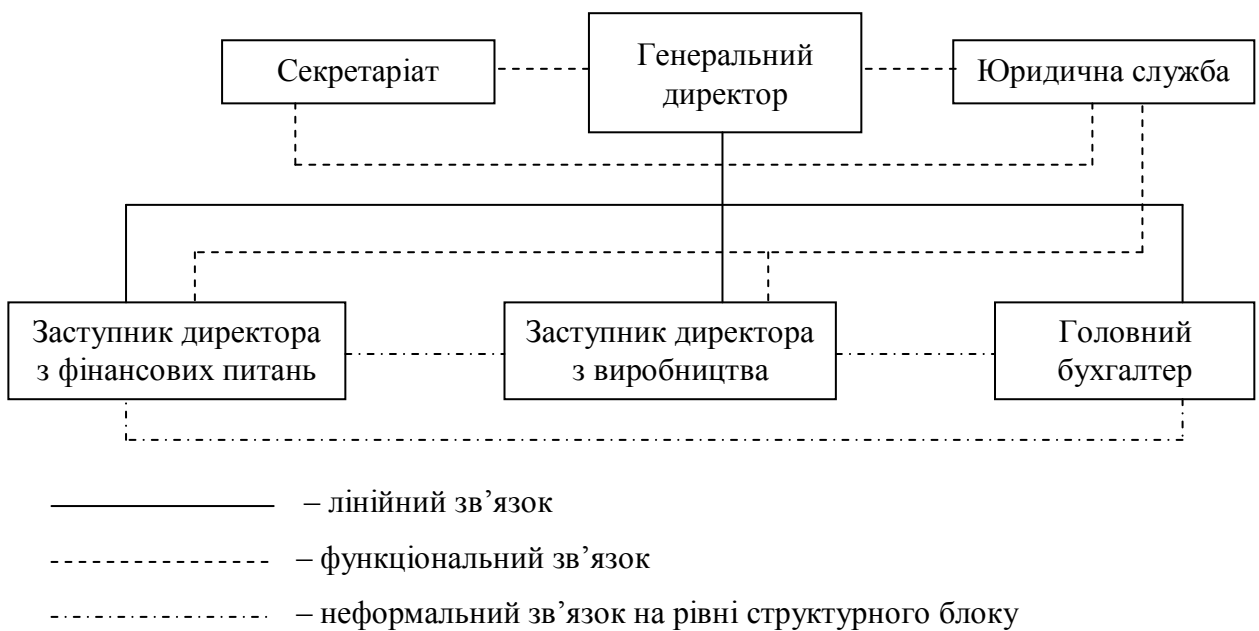 Секретаріат
Генеральний
директор
Юридична служба
Заступник директора
з фінансових питань
Заступник директора
з виробництва
Головний
бухгалтер
– лінійний зв’язок
– функціональний зв’язок
– неформальний зв’язок на рівні структурного блоку